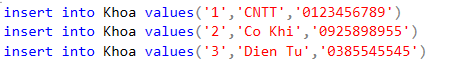 insert into Khoa values('1','CNTT','0123456789')
insert into Khoa values('2','Co Khi','0925898955')
insert into Khoa values('3','Dien Tu','0385545545')